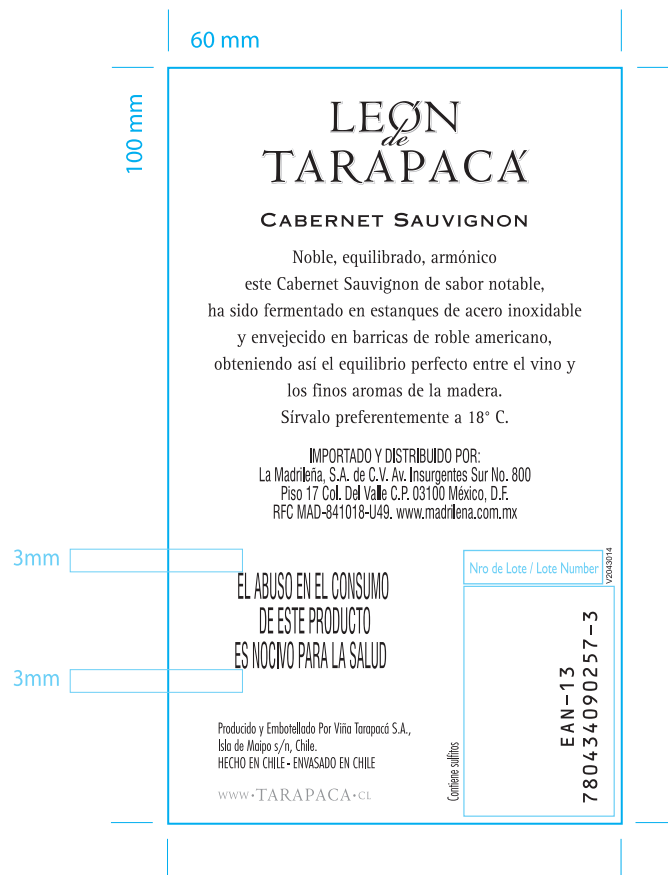 60 mm
100 mm
LEÓN
de
TARAPACÁ
CABERNET SAUVIGNON
Noble, equilibrado, armónico
este Cabernet Sauvignon de sabor notable,
ha sido fermentado en estanques de acero inoxidable
y envejecido en barricas de roble americano,
obteniendo así el equilibrio perfecto entre el vino y
los finos aromas de la madera.
Sírvalo preferentemente a 18° C.
IMPORTADO Y DISTRIBUIDO POR:
La Madrileña, S.A. de C.V. Av. Insurgentes Sur No. 800
Piso 17 Col. Del Valle C.P. 03100 México, D.F.
RFC MAD-841018-U49. www.madrilena.com.mx
3mm
EL ABUSO EN EL CONSUMO
DE ESTE PRODUCTO
ES NOCIVO PARA LA SALUD
3mm
Nro de Lote / Lote Number
V2043014
EAN-13
780434090257-3
Contiene sulfitos
Producido y Embotellado Por Viña Tarapacá S.A.,
Isla de Maipo s/n, Chile.
HECHO EN CHILE - ENVASADO EN CHILE
WWW·TARAPACA·CL